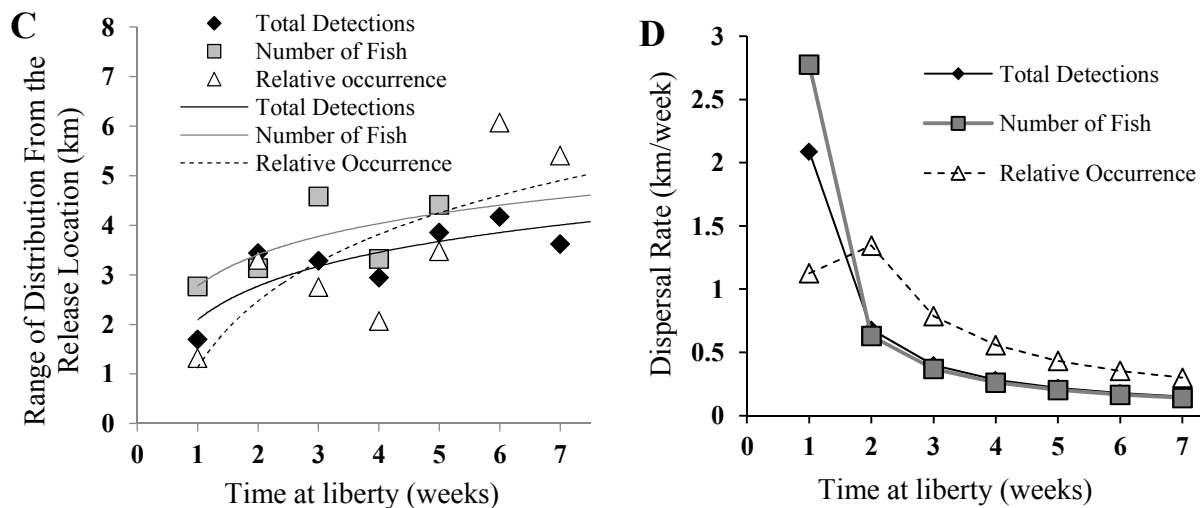 C
Range of Distribution From the
Release Location (km)
8
7
6
5
4
3
2
1
0
Total Detections
Number of Fish
Relative occurrence
Total Detections
Number of Fish
Relative Occurrence
0 1 2 3 4 5 6 7
Time at liberty (weeks)
D
Dispersal Rate (km/week)
3
2.5
2
1.5
1
0.5
0
Total Detections
Number of Fish
Relative Occurrence
0 1 2 3 4 5 6 7
Time at liberty (weeks)